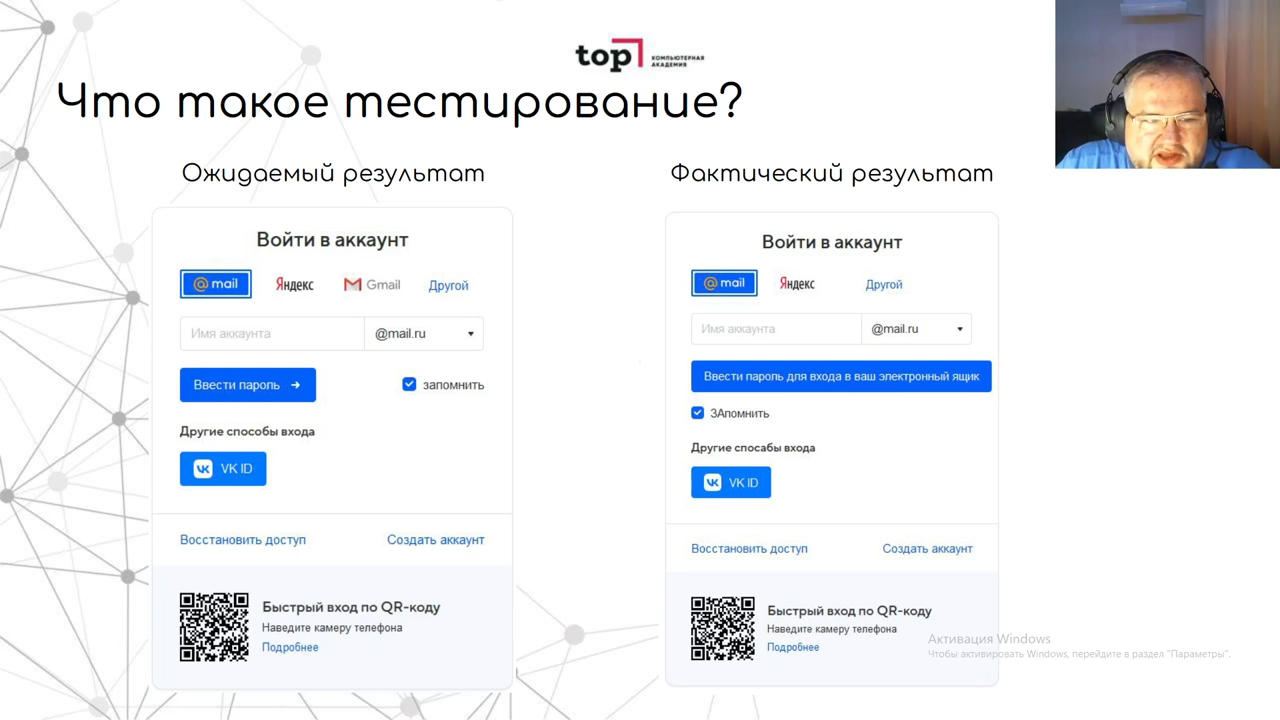 top КОМПЬЮТЕРНАЯ АКАДЕМИЯ
Что такое тестирование?
Ожидаемый результат
Войти в аккаунт
@ mail Яндекс Gmail Другой
Имя аккаунта @mail.ru
Ввести пароль → запомнить
Другие способы входа
VK ID
Восстановить доступ Создать аккаунт
Быстрый вход по QR-коду
Наведите камеру телефона
Подробнее
Фактический результат
Войти в аккаунт
@ mail Яндекс Другой
Имя аккаунта @mail.ru
Ввести пароль для входа в ваш электронный ящик
ЗАпомнить
Другие спосабы входа
VK ID
Восстановить доступ Создать аккаунт
Быстрый вход по QR-коду
Наведите камеру телефона
Подробнее
Активация Windows
Чтобы активировать Windows, перейдите в раздел "Параметры".